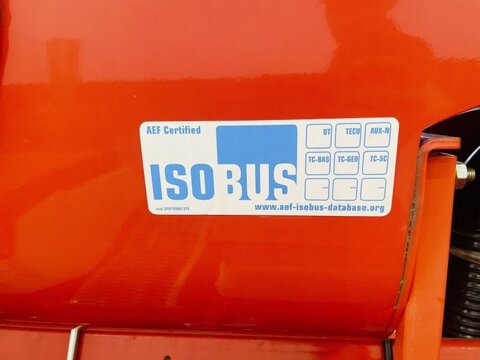 AEF Certified
ISOBUS
UT TECU AUX-N
TC-BAS TC-GEO TC-SC
... ... ...
www.aef-isobus-database.org